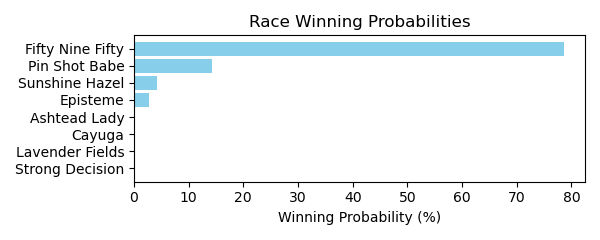 Race Winning Probabilities
Fifty Nine Fifty
Pin Shot Babe
Sunshine Hazel
Episteme
Ashtead Lady
Cayuga
Lavender Fields
Strong Decision
0 10 20 30 40 50 60 70 80
Winning Probability (%)